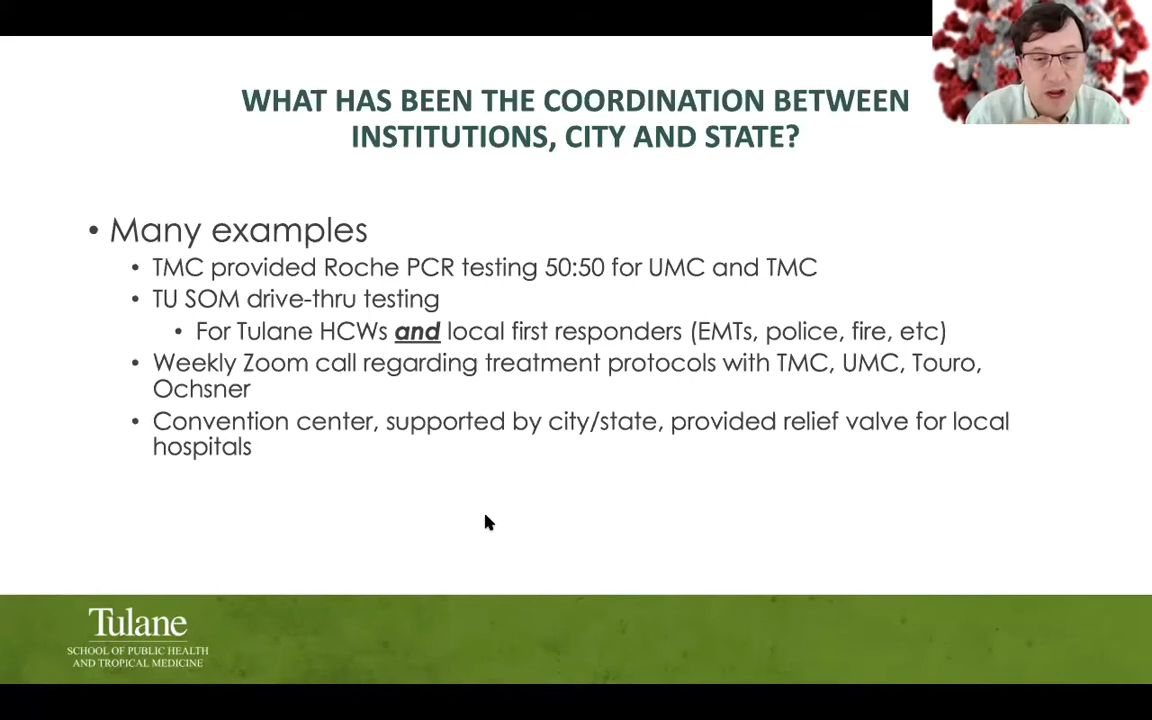 WHAT HAS BEEN THE COORDINATION BETWEEN
INSTITUTIONS, CITY AND STATE?
• Many examples
• TMC provided Roche PCR testing 50:50 for UMC and TMC
• TU SOM drive-thru testing
• For Tulane HCWs and local first responders (EMTs, police, fire, etc)
• Weekly Zoom call regarding treatment protocols with TMC, UMC, Touro,
Ochsner
• Convention center, supported by city/state, provided relief valve for local
hospitals
Tulane
SCHOOL OF PUBLIC HEALTH
AND TROPICAL MEDICINE